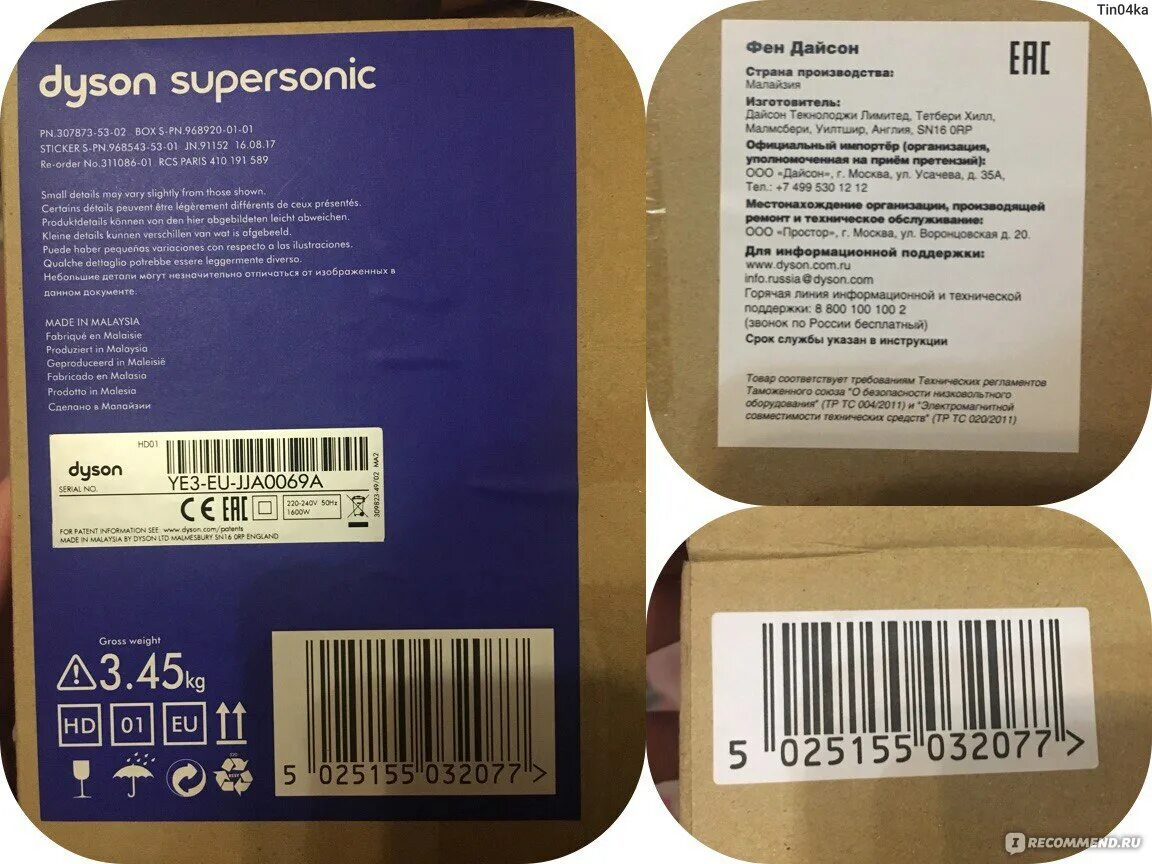 dyson supersonic
PN.307873-53-02 BOX S-PN.968920-01-01
STICKER S-PN.968543-53-01 JN.91152 16.08.17
Re-order No.311086-01 RCS PARIS 410 191 589
Small details may vary slightly from those shown.
Certains détails peuvent être légèrement différents de ceux présentés.
Produktdetails können von den hier abgebildeten leicht abweichen.
Kleine details kunnen verschillen van wat is afgebeeld.
Puede haber pequeñas variaciones con respecto a las ilustraciones.
Qualche dettaglio potrebbe essere leggermente diverso.
Небольшие детали могут незначительно отличаться от изображенных в
данном документе.
MADE IN MALAYSIA
Fabriqué en Malaisie
Produziert in Malaysia
Geproduceerd in Maleisië
Fabricado en Malasia
Prodotto in Malesia
Сделано в Малайзии
HD01
dyson
SERIAL NO.
YE3-EU-JJA0069A
CE EAC
220-240V 50Hz
1600W
309823-49/02 MA2
FOR PATENT INFORMATION SEE www.dyson.com/patents
MADE IN MALAYSIA BY DYSON LTD MALMESBURY SN16 0RP ENGLAND
Gross weight
3.45kg
HD 01 EU
5 025155 032077 >
Tin04ka
Фен Дайсон
EAC
Страна производства:
Малайзия
Изготовитель:
Дайсон Текнолоджи Лимитед, Тетбери Хилл,
Малмсбери, Уилтшир, Англия, SN16 0RP
Официальный импортёр (организация,
уполномоченная на приём претензий):
ООО «Дайсон», г. Москва, ул. Усачева, д. 35А,
Тел.: +7 499 530 12 12
Местонахождение организации, производящей
ремонт и техническое обслуживание:
ООО «Простор», г. Москва, ул. Воронцовская д. 20.
Для информационной поддержки:
www.dyson.com.ru
info.russia@dyson.com
Горячая линия информационной и технической
поддержки: 8 800 100 100 2
(звонок по России бесплатный)
Срок службы указан в инструкции
Товар соответствует требованиям Технических регламентов
Таможенного союза "О безопасности низковольтного
оборудования" (ТР ТС 004/2011) и "Электромагнитной
совместимости технических средств" (ТР ТС 020/2011)
5 025155 032077 >
I RECOMMEND.RU